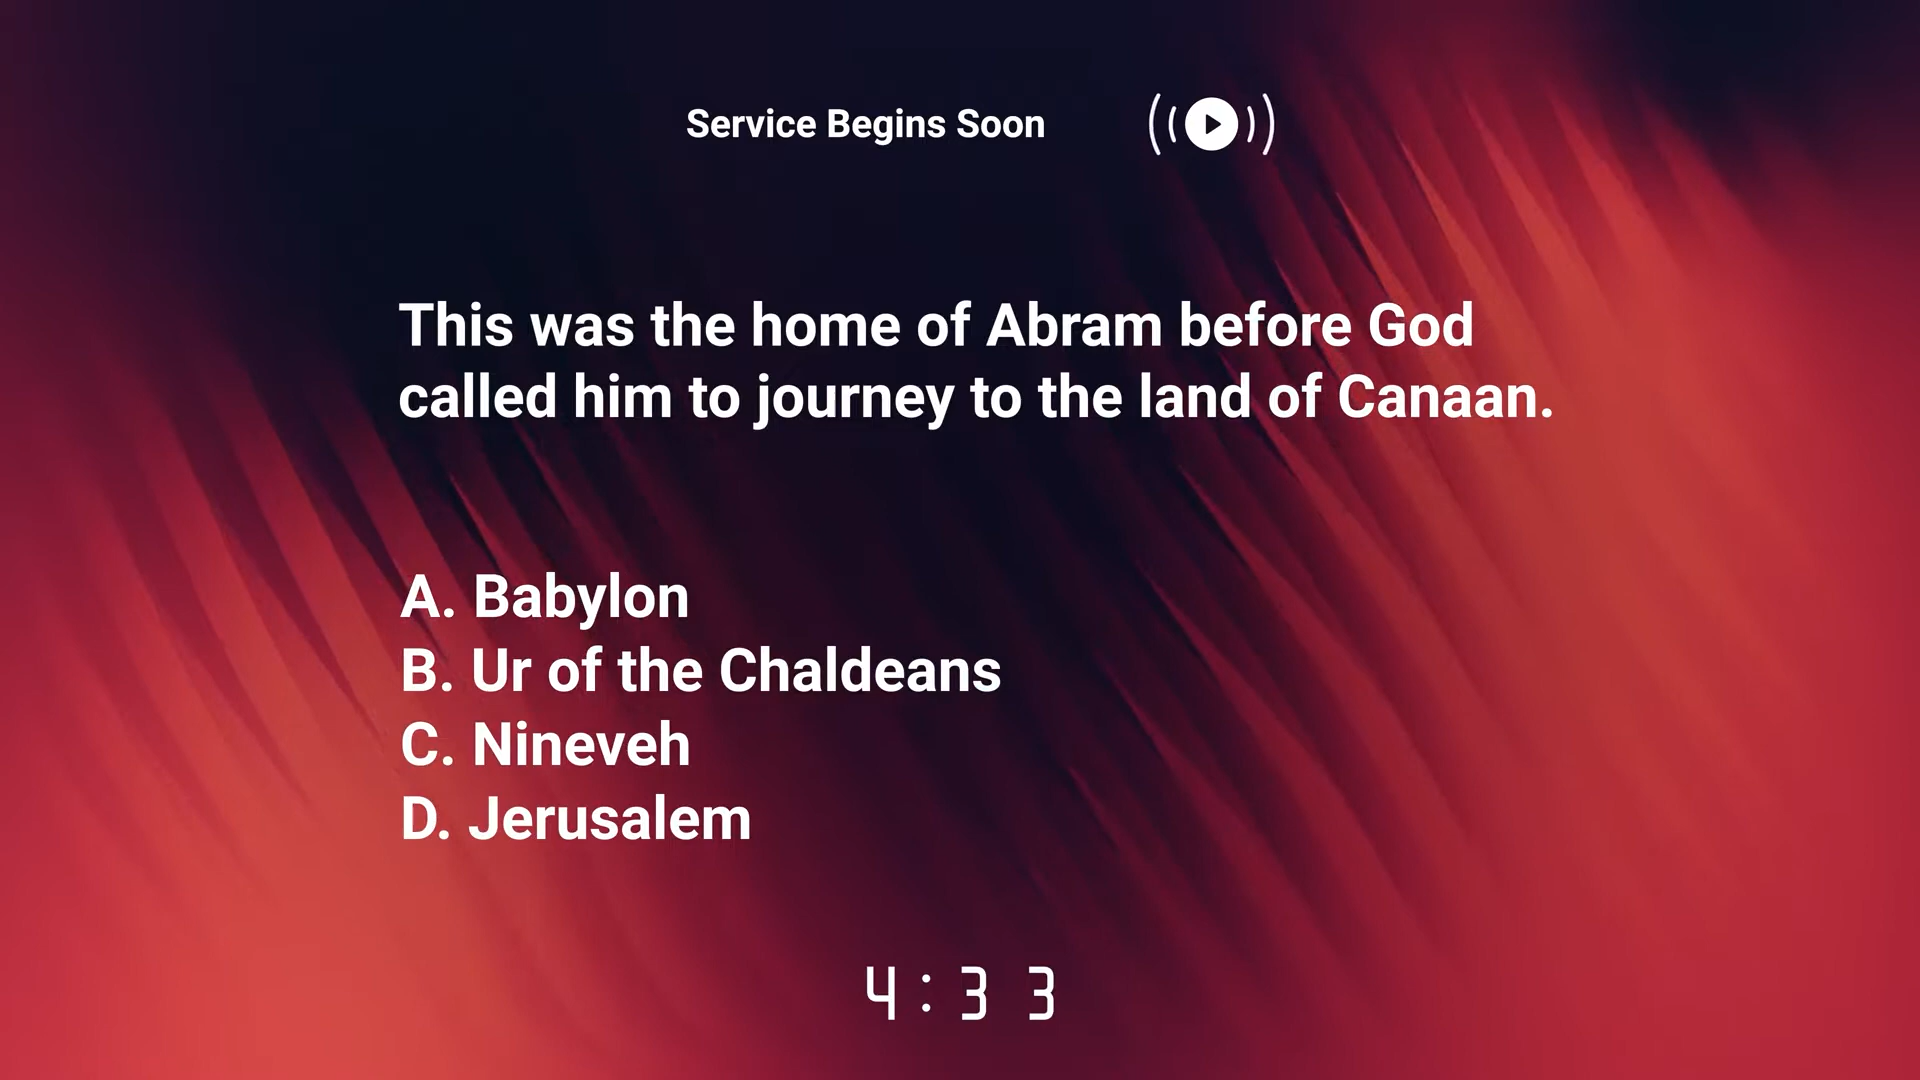 Service Begins Soon
This was the home of Abram before God
called him to journey to the land of Canaan.
A. Babylon
B. Ur of the Chaldeans
C. Nineveh
D. Jerusalem
4:33